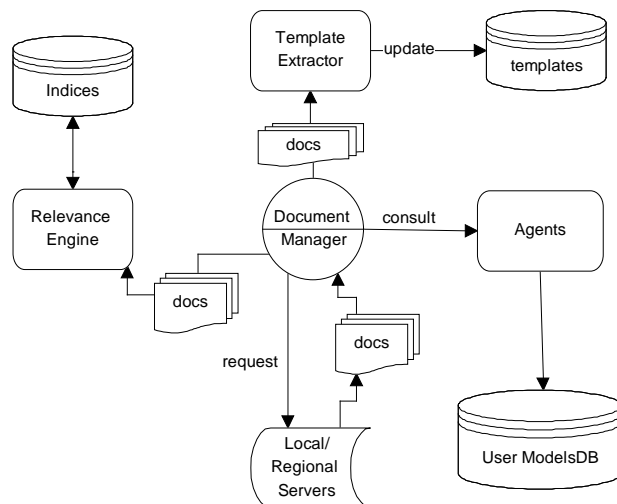 Template
Extractor
update
templates
Indices
docs
Relevance
Engine
Document
Manager
consult
Agents
docs
docs
request
Local/
Regional
Servers
User ModelsDB